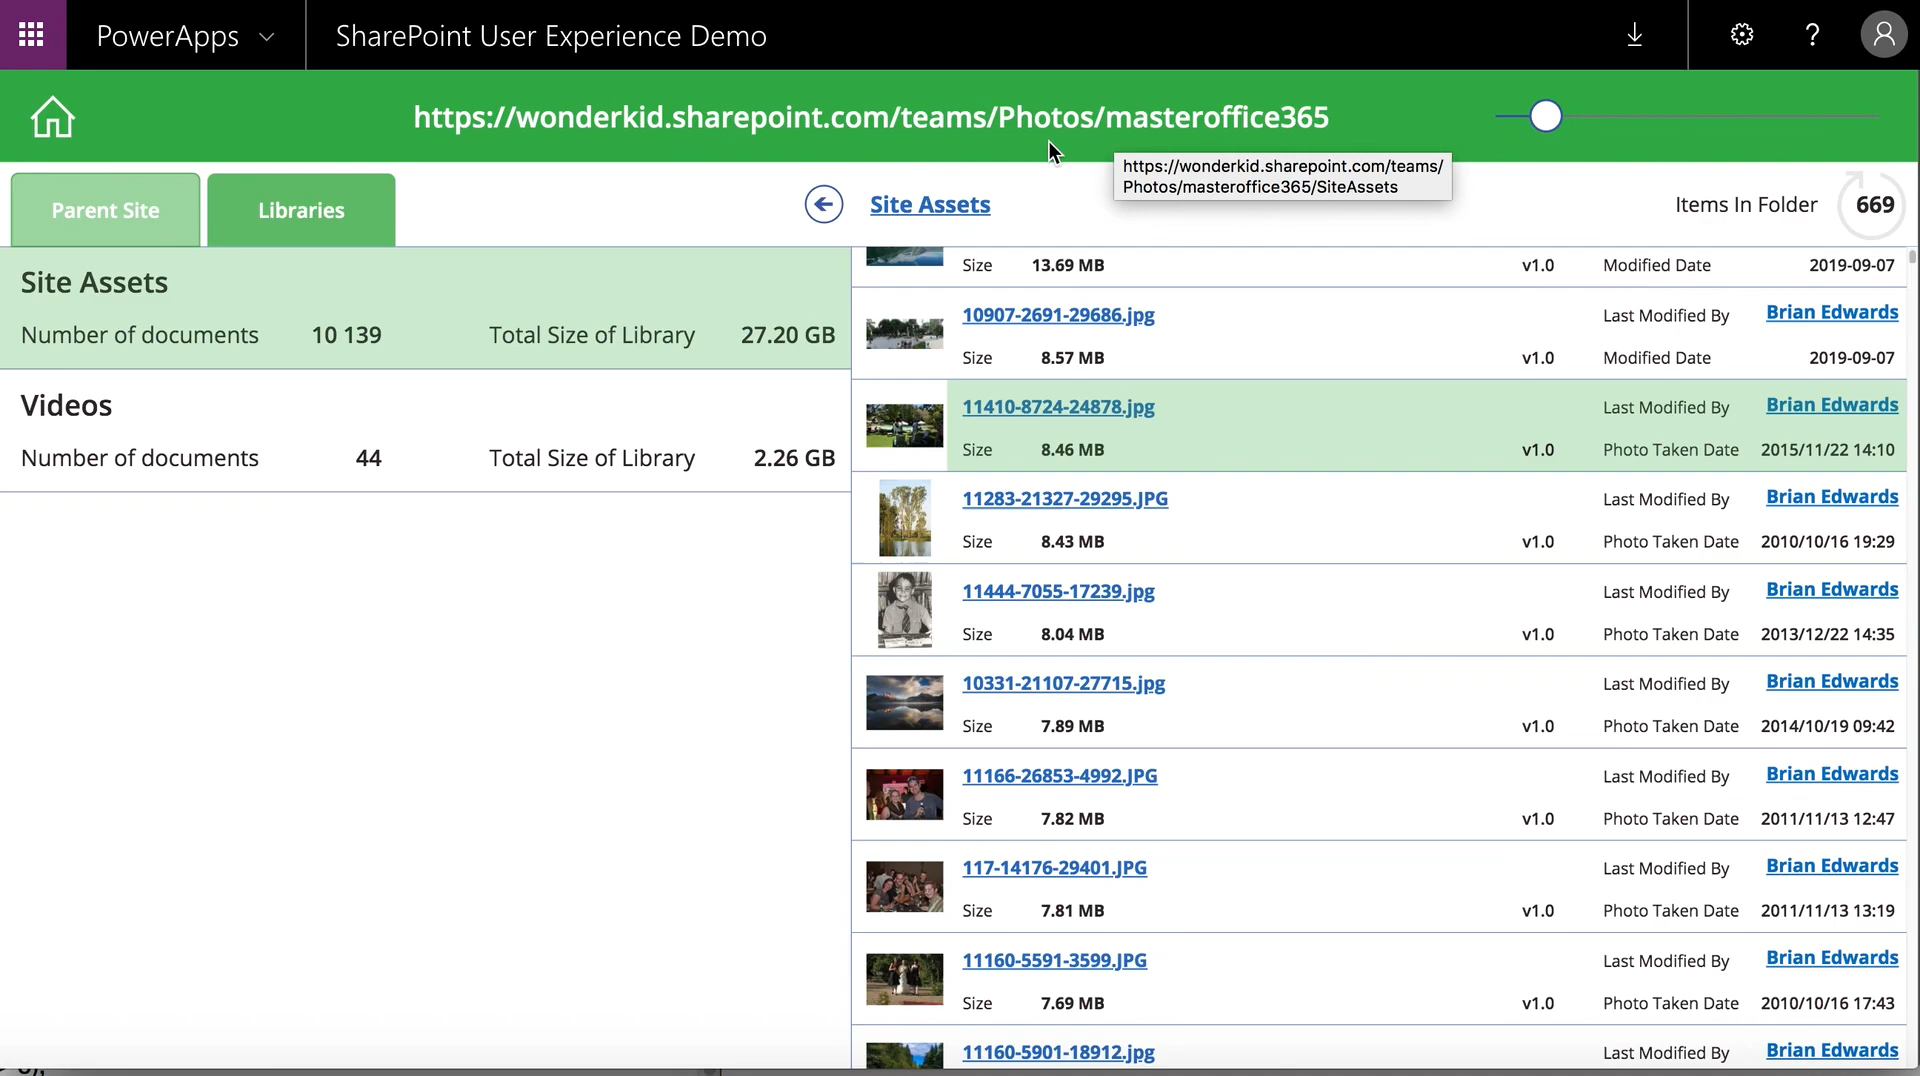 PowerApps
SharePoint User Experience Demo
?
https://wonderkid.sharepoint.com/teams/Photos/masteroffice365
https://wonderkid.sharepoint.com/teams/
Photos/masteroffice365/SiteAssets
Parent Site
Libraries
Site Assets
Items In Folder
669
Site Assets
Number of documents 10 139 Total Size of Library 27.20 GB
Videos
Number of documents 44 Total Size of Library 2.26 GB
Size 13.69 MB v1.0 Modified Date 2019-09-07
10907-2691-29686.jpg Last Modified By Brian Edwards
Size 8.57 MB v1.0 Modified Date 2019-09-07
11410-8724-24878.jpg Last Modified By Brian Edwards
Size 8.46 MB v1.0 Photo Taken Date 2015/11/22 14:10
11283-21327-29295.JPG Last Modified By Brian Edwards
Size 8.43 MB v1.0 Photo Taken Date 2010/10/16 19:29
11444-7055-17239.jpg Last Modified By Brian Edwards
Size 8.04 MB v1.0 Photo Taken Date 2013/12/22 14:35
10331-21107-27715.jpg Last Modified By Brian Edwards
Size 7.89 MB v1.0 Photo Taken Date 2014/10/19 09:42
11166-26853-4992.JPG Last Modified By Brian Edwards
Size 7.82 MB v1.0 Photo Taken Date 2011/11/13 12:47
117-14176-29401.JPG Last Modified By Brian Edwards
Size 7.81 MB v1.0 Photo Taken Date 2011/11/13 13:19
11160-5591-3599.JPG Last Modified By Brian Edwards
Size 7.69 MB v1.0 Photo Taken Date 2010/10/16 17:43
11160-5901-18912.jpg Last Modified By Brian Edwards